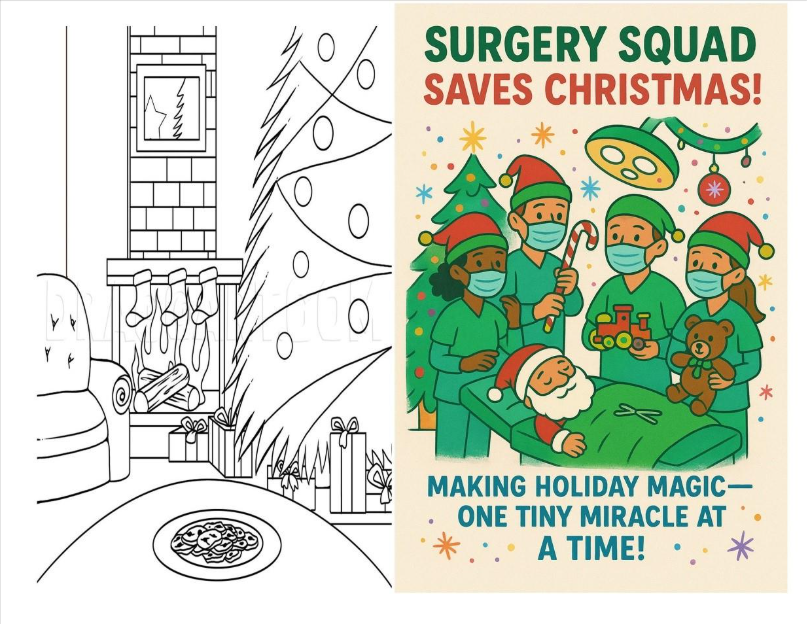 SURGERY SQUAD
SAVES CHRISTMAS!
MAKING HOLIDAY MAGIC—
ONE TINY MIRACLE AT
A TIME!